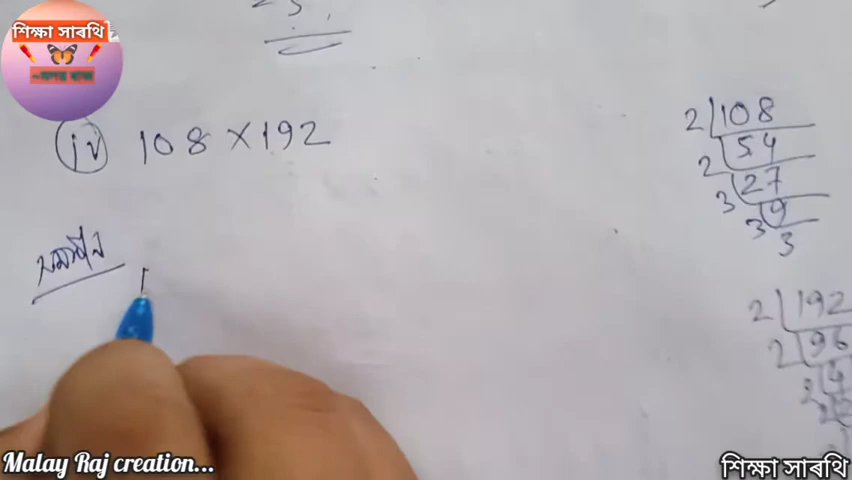 শিক্ষা সাৰথি
iv 108 × 192
সমাধান
1
2 108
2 54
3 27
3 9
3
2 192
2 96
Malay Raj creation...
শিক্ষা সাৰথি